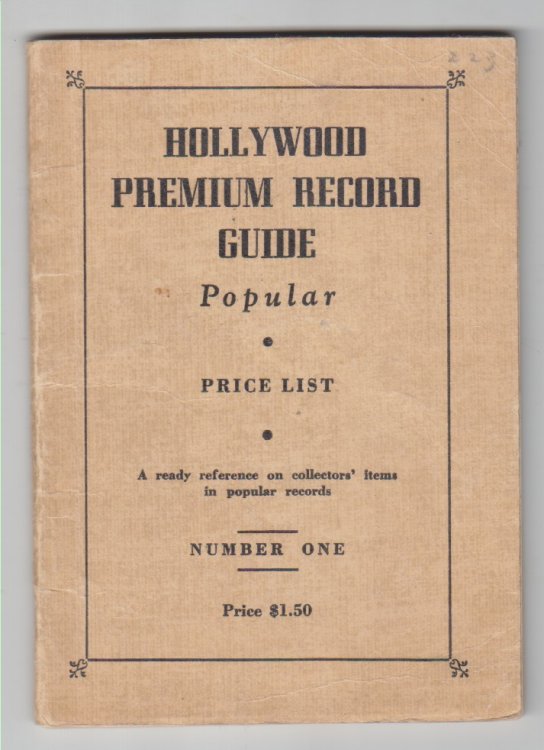 223
HOLLYWOOD
PREMIUM RECORD
GUIDE
Popular
PRICE LIST
A ready reference on collectors' items
in popular records
NUMBER ONE
Price $1.50